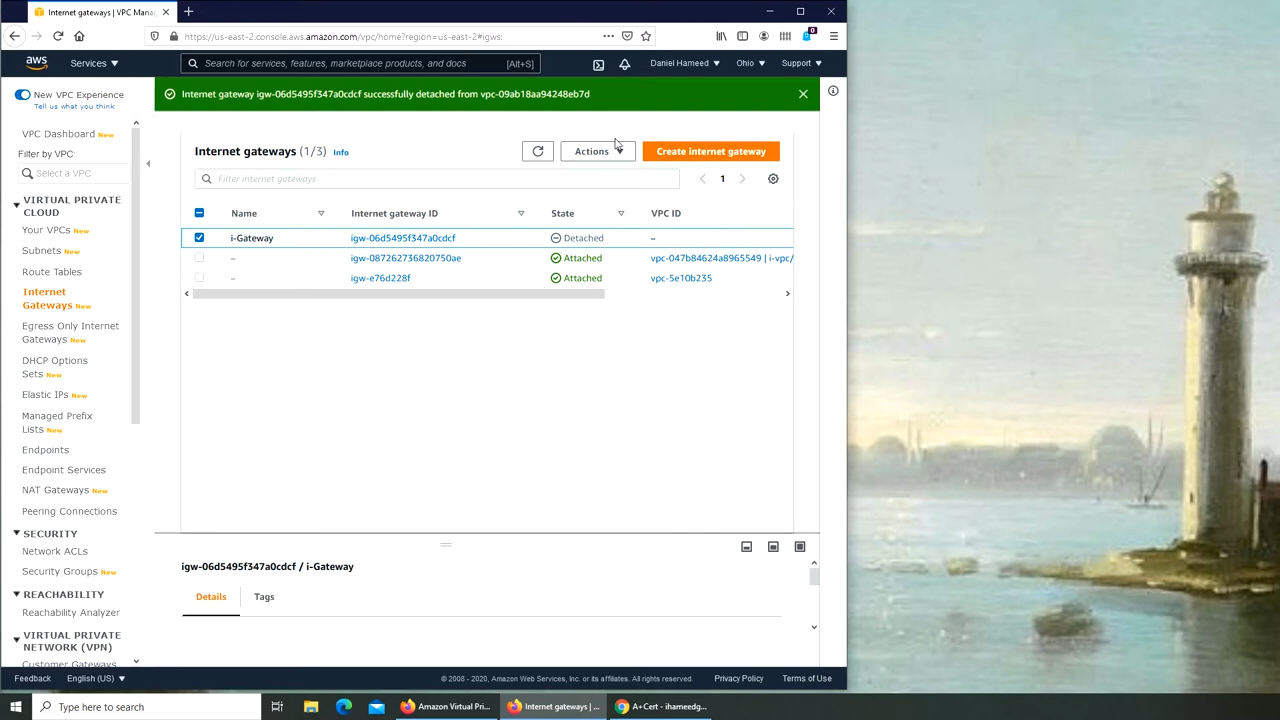 Internet gateways | VPC Mana
https://us-east-2.console.aws.amazon.com/vpc/home?region=us-east-2#igws:
0
aws
Services
Search for services, features, marketplace products, and docs
[Alt+S]
Daniel Hameed
Ohio
Support
New VPC Experience
Tell us what you think
Internet gateway igw-06d5495f347a0cdcf successfully detached from vpc-09ab18aa94248eb7d
VPC Dashboard New
Filter by VPC:
Select a VPC
VIRTUAL PRIVATE
CLOUD
Your VPCs New
Subnets New
Route Tables
Internet
Gateways New
Egress Only Internet
Gateways New
DHCP Options
Sets New
Elastic IPs New
Managed Prefix
Lists New
Endpoints
Endpoint Services
NAT Gateways New
Peering Connections
SECURITY
Network ACLs
Security Groups New
REACHABILITY
Reachability Analyzer
VIRTUAL PRIVATE
NETWORK (VPN)
Customer Gateways
Internet gateways (1/3) Info
Actions
Create internet gateway
Filter internet gateways
1
Name Internet gateway ID State VPC ID
i-Gateway igw-06d5495f347a0cdcf Detached –
– igw-087262736820750ae Attached vpc-047b84624a8965549 | i-vpc/
– igw-e76d228f Attached vpc-5e10b235
igw-06d5495f347a0cdcf / i-Gateway
Details
Tags
Feedback
English (US)
© 2008 - 2020, Amazon Web Services, Inc. or its affiliates. All rights reserved.
Privacy Policy
Terms of Use
Type here to search
Amazon Virtual Pri...
Internet gateways | ...
A+Cert - ihameedg...